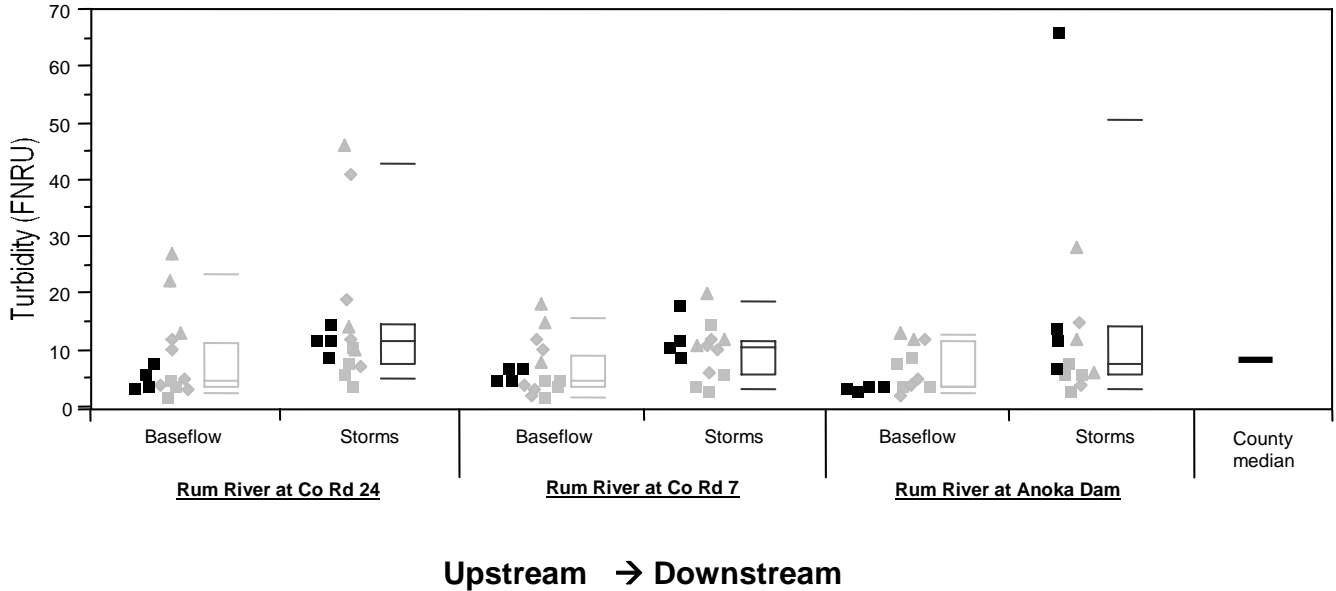 70
60
50
40
30
20
10
0
Turbidity (FNRU)
Baseflow Storms Baseflow Storms Baseflow Storms County median
Rum River at Co Rd 24 Rum River at Co Rd 7 Rum River at Anoka Dam
Upstream → Downstream